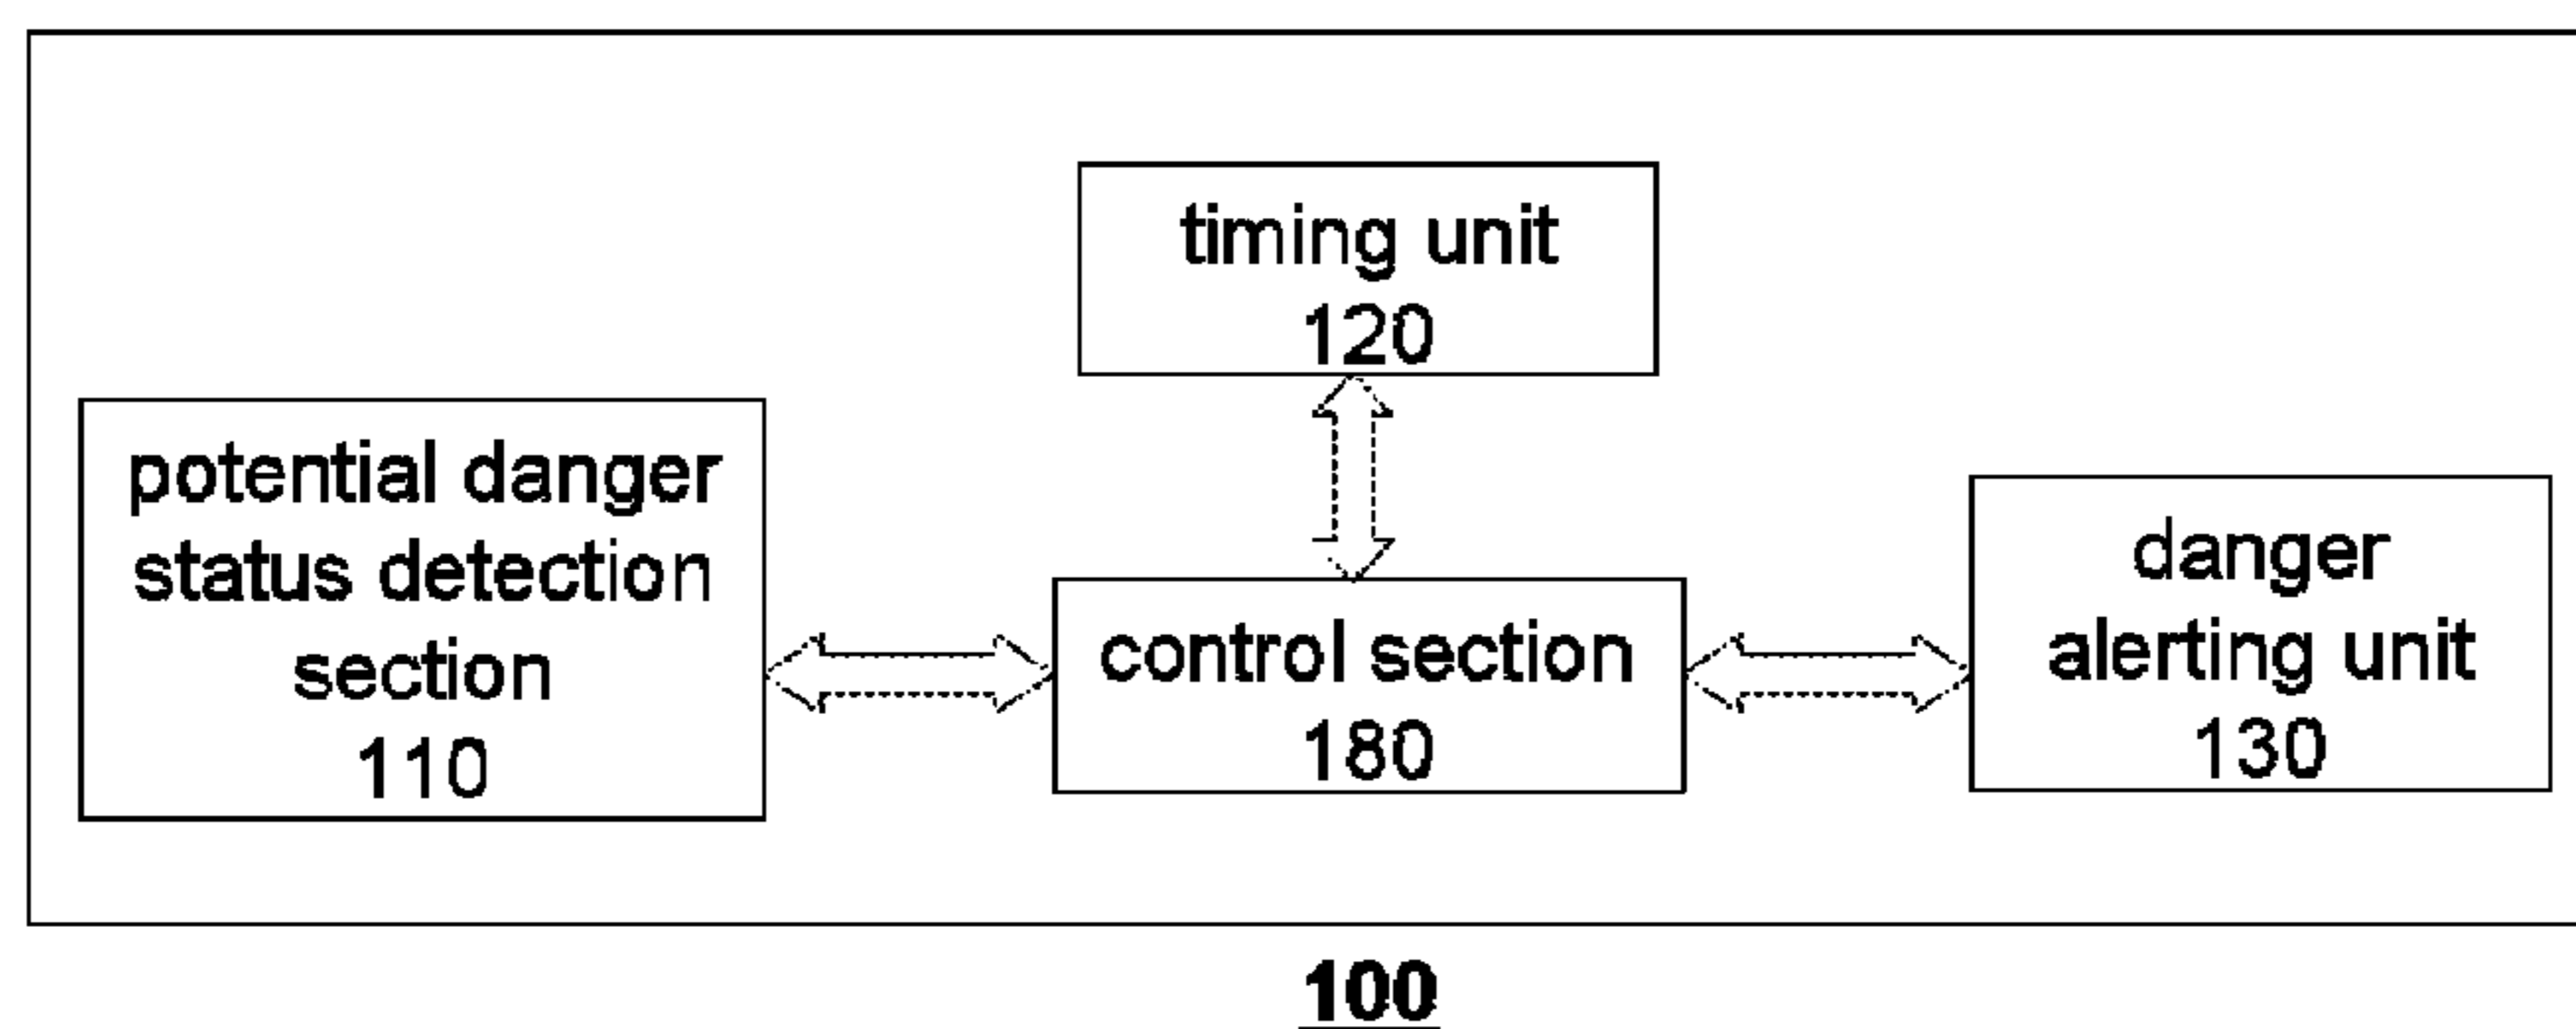 timing unit
120
potential danger
status detection
section
110
control section
180
danger
alerting unit
130
100